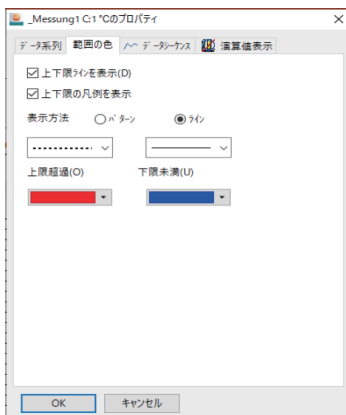 _Messung1 C:1 °Cのプロパティ
データ系列 範囲の色 データシーケンス 演算値表示
上下限ラインを表示(D)
上下限の凡例を表示
表示方法 パターン ライン
上限超過(O) 下限未満(U)
OK キャンセル